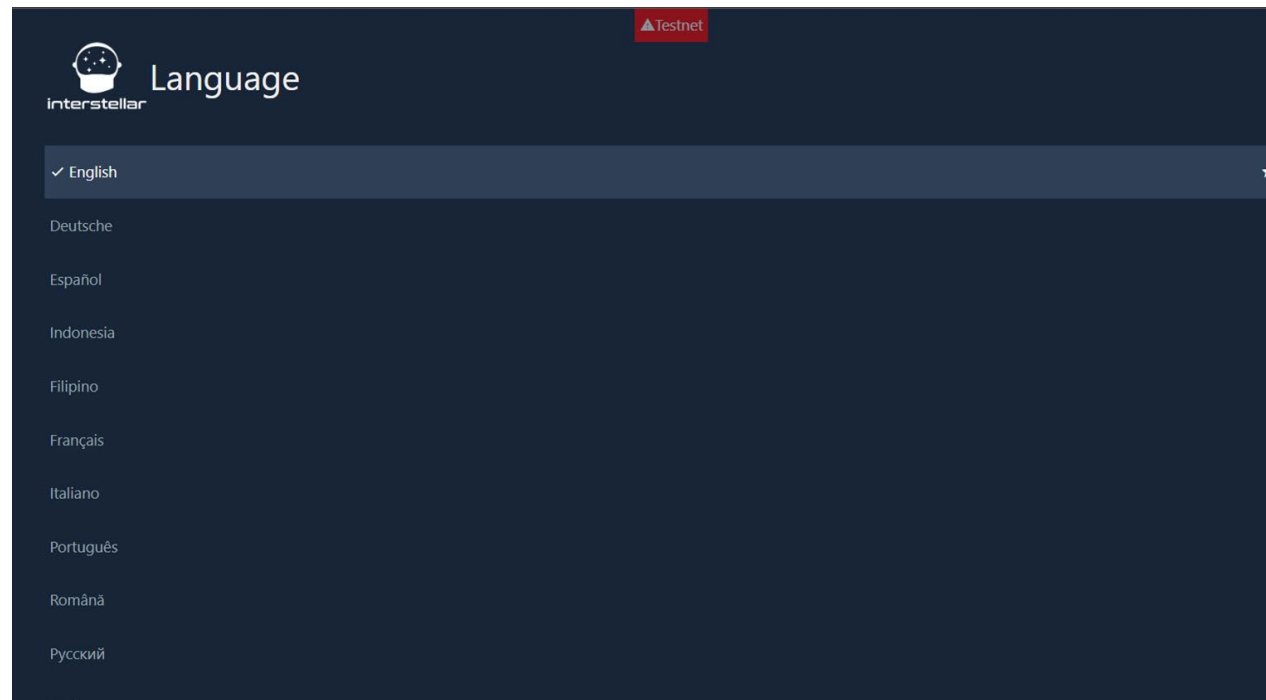 Testnet
Language
interstellar
English
Deutsche
Español
Indonesia
Filipino
Français
Italiano
Português
Română
Русский